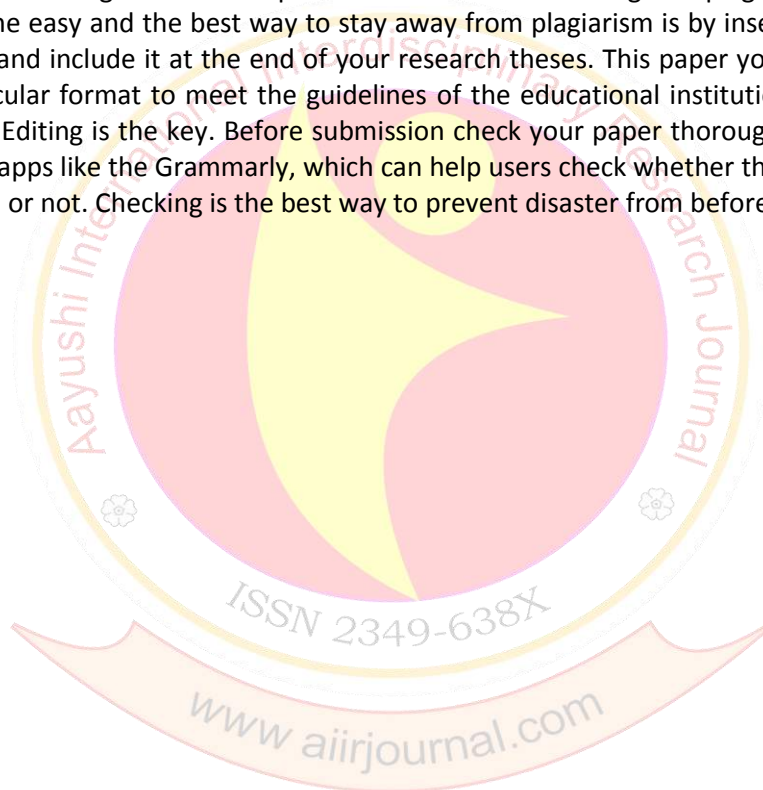 he easy and the best way to stay away from plagiarism is by inse
and include it at the end of your research theses. This paper yo
cular format to meet the guidelines of the educational instituti
Editing is the key. Before submission check your paper thoroug
apps like the Grammarly, which can help users check whether th
or not. Checking is the best way to prevent disaster from before
Aayushi International Interdisciplinary Research Journal
ISSN 2349-638X
www.aiirjournal.com